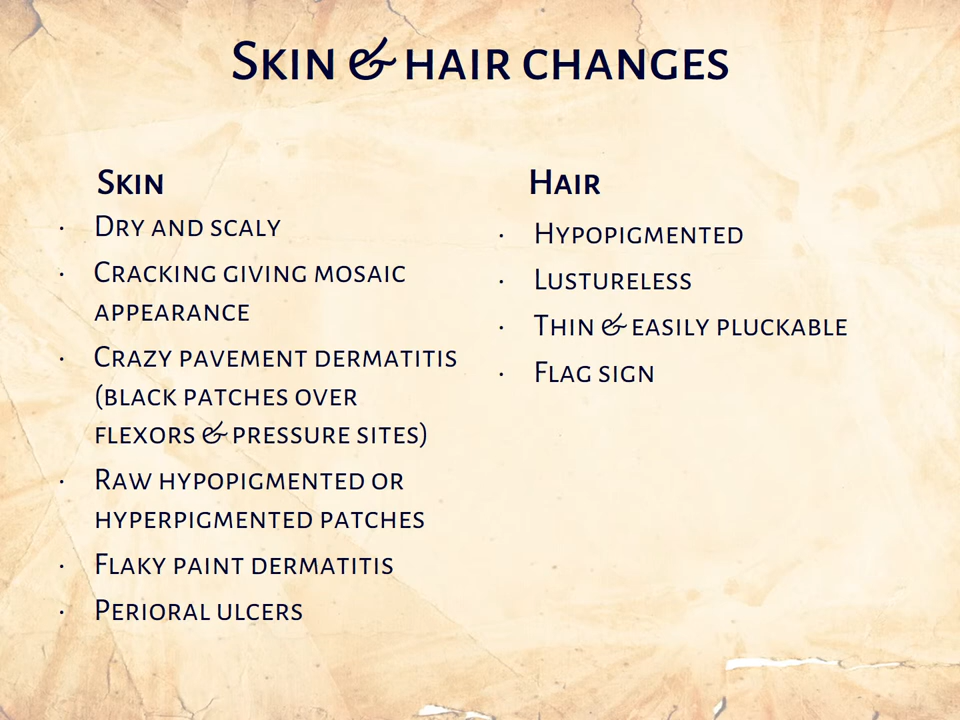 Skin & hair changes
Skin
· Dry and scaly
· Cracking giving mosaic
appearance
· Crazy pavement dermatitis
(black patches over
flexors & pressure sites)
· Raw hypopigmented or
hyperpigmented patches
· Flaky paint dermatitis
· Perioral ulcers
Hair
· Hypopigmented
· Lustureless
· Thin & easily pluckable
· Flag sign